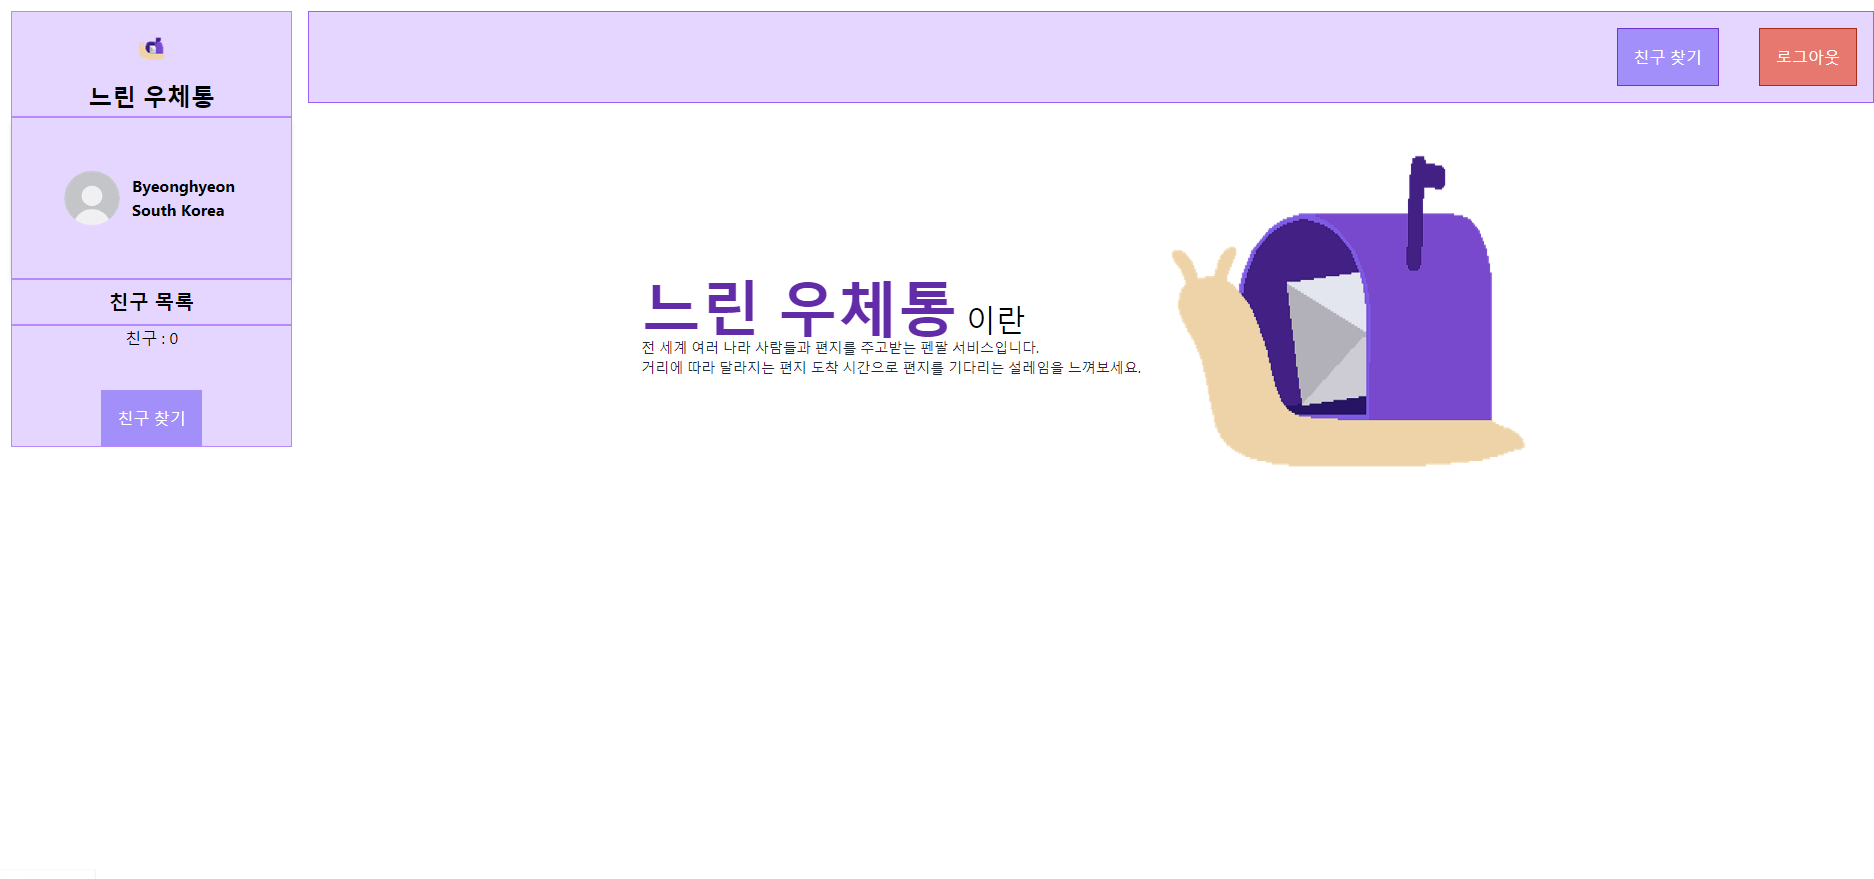 느린 우체통
Byeonghyeon
South Korea
친구 목록
친구 : 0
친구 찾기
친구 찾기
로그아웃
느린 우체통 이란
전 세계 여러 나라 사람들과 편지를 주고받는 펜팔 서비스입니다.
거리에 따라 달라지는 편지 도착 시간으로 편지를 기다리는 설레임을 느껴보세요.